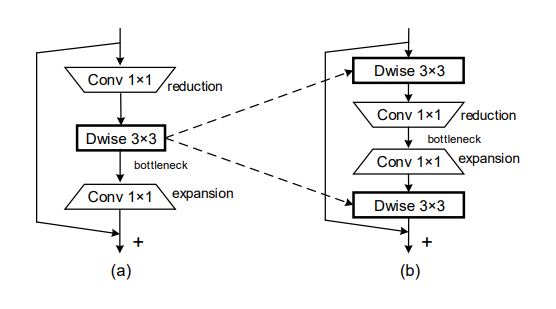 Conv 1×1
reduction
Dwise 3×3
bottleneck
Conv 1×1
expansion
+
(a)
Dwise 3×3
Conv 1×1
reduction
bottleneck
Conv 1×1
expansion
Dwise 3×3
+
(b)